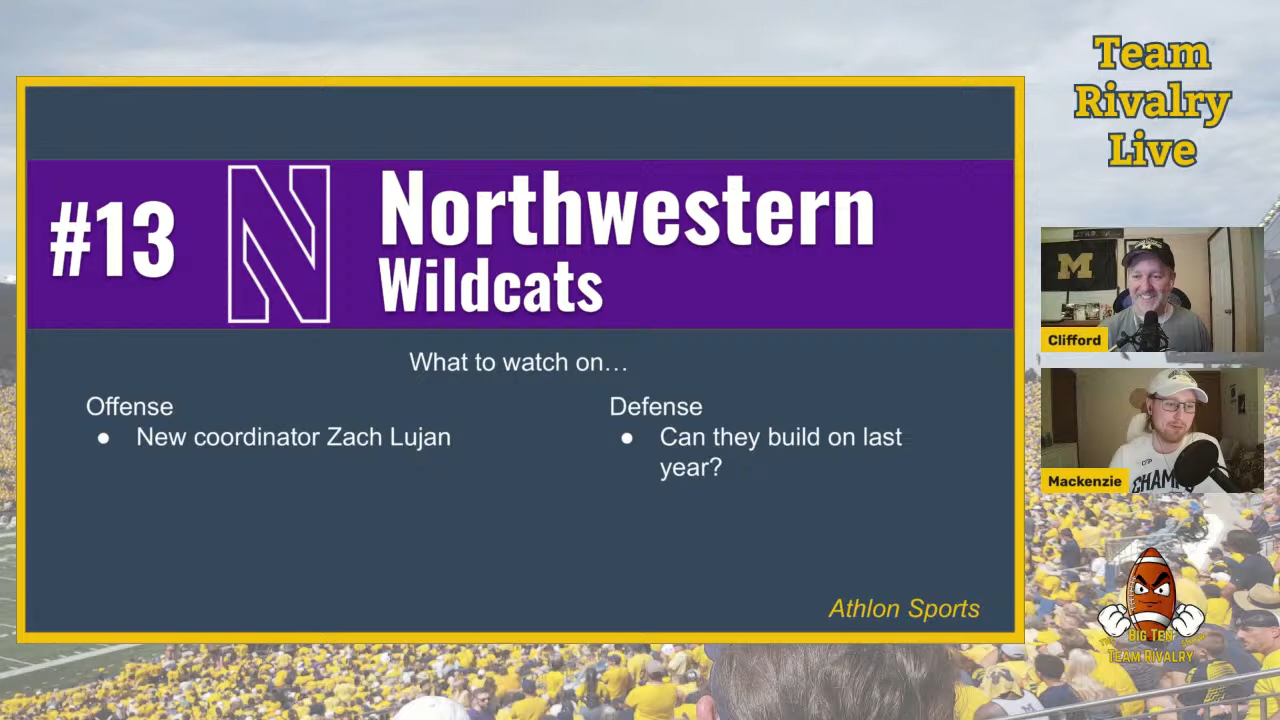 Team
Rivalry
Live
#13
N
Northwestern
Wildcats
What to watch on…
Offense
● New coordinator Zach Lujan
Defense
● Can they build on last
year?
Athlon Sports
M
Clifford
CHAMP
Mackenzie
BIG TEN
TEAM RIVALRY